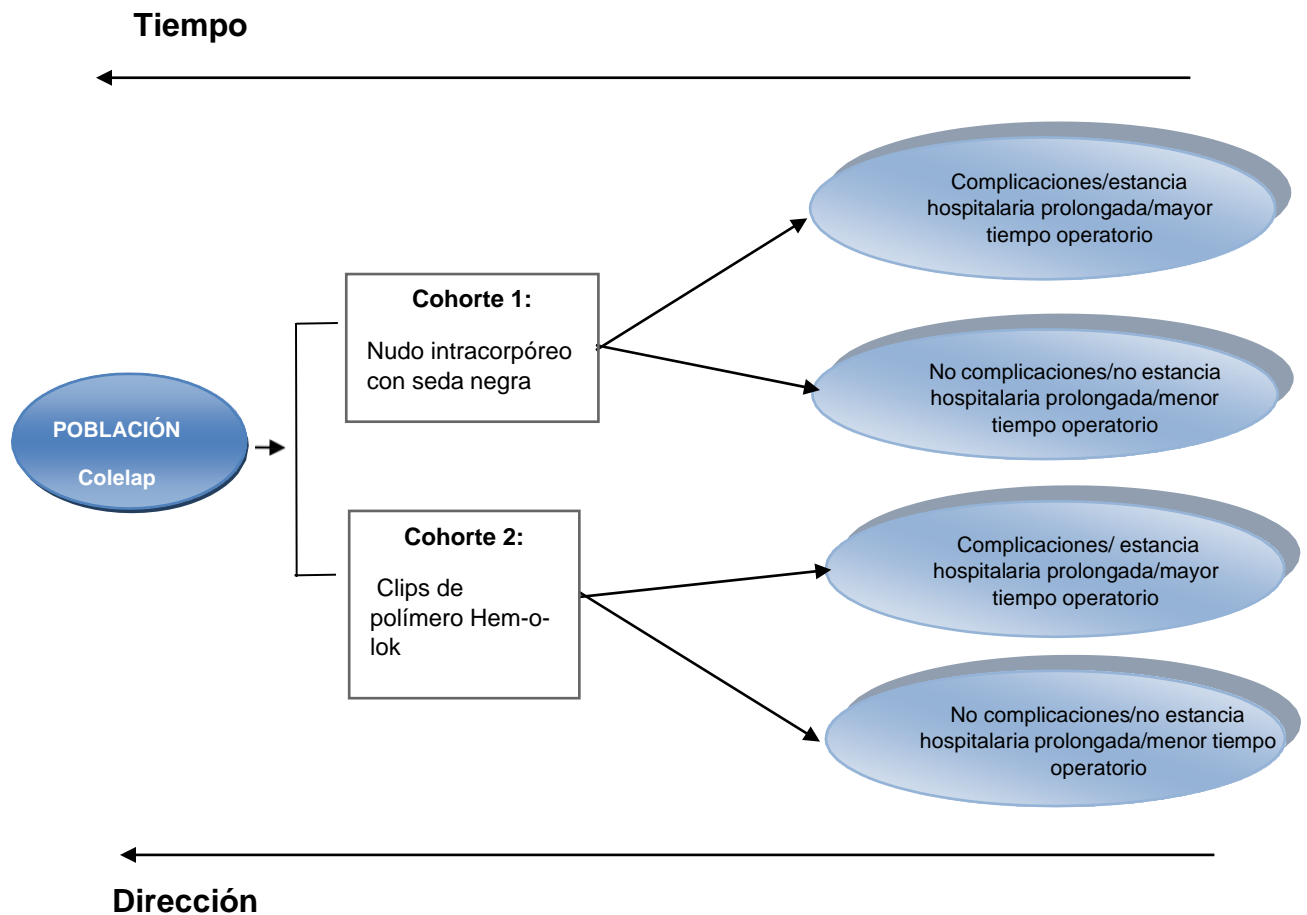 Tiempo
POBLACIÓN
Colelap
Cohorte 1:
Nudo intracorpóreo
con seda negra
Cohorte 2:
Clips de
polímero Hem-o-
lok
Complicaciones/estancia
hospitalaria prolongada/mayor
tiempo operatorio
No complicaciones/no estancia
hospitalaria prolongada/menor
tiempo operatorio
Complicaciones/ estancia
hospitalaria prolongada/mayor
tiempo operatorio
No complicaciones/no estancia
hospitalaria prolongada/menor tiempo
operatorio
Dirección